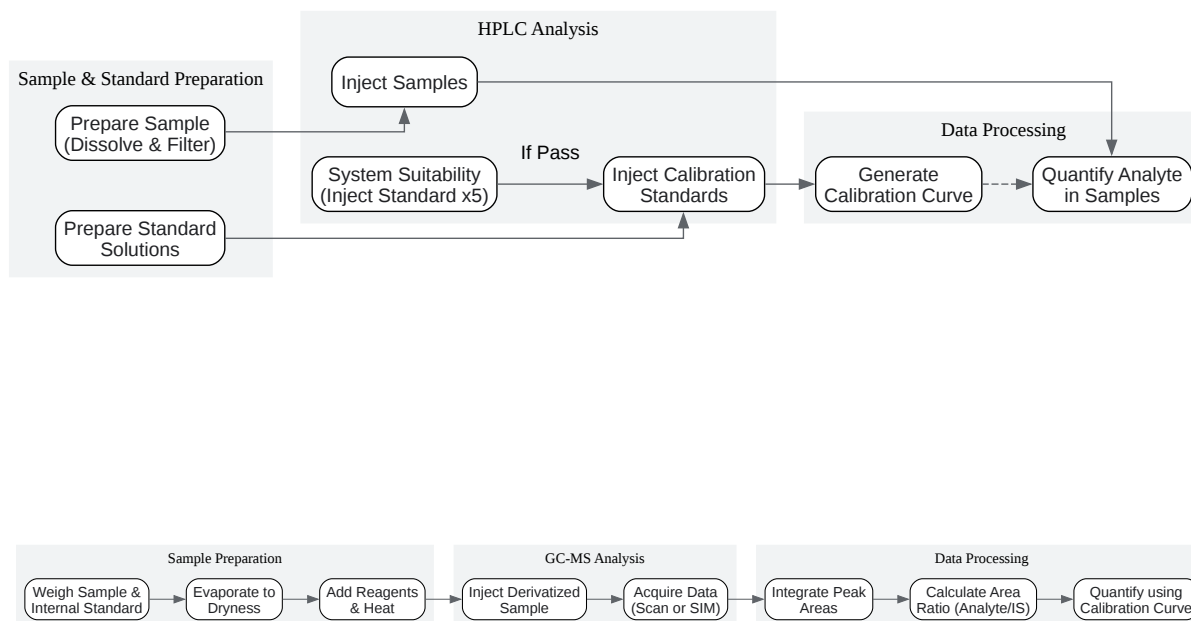 HPLC Analysis
Sample & Standard Preparation
Inject Samples
Prepare Sample
(Dissolve & Filter)
Data Processing
If Pass
System Suitability
(Inject Standard x5)
Inject Calibration
Standards
Generate
Calibration Curve
Quantify Analyte
in Samples
Prepare Standard
Solutions
Sample Preparation
GC-MS Analysis
Data Processing
Weigh Sample &
Internal Standard
Evaporate to
Dryness
Add Reagents
& Heat
Inject Derivatized
Sample
Acquire Data
(Scan or SIM)
Integrate Peak
Areas
Calculate Area
Ratio (Analyte/IS)
Quantify using
Calibration Curve